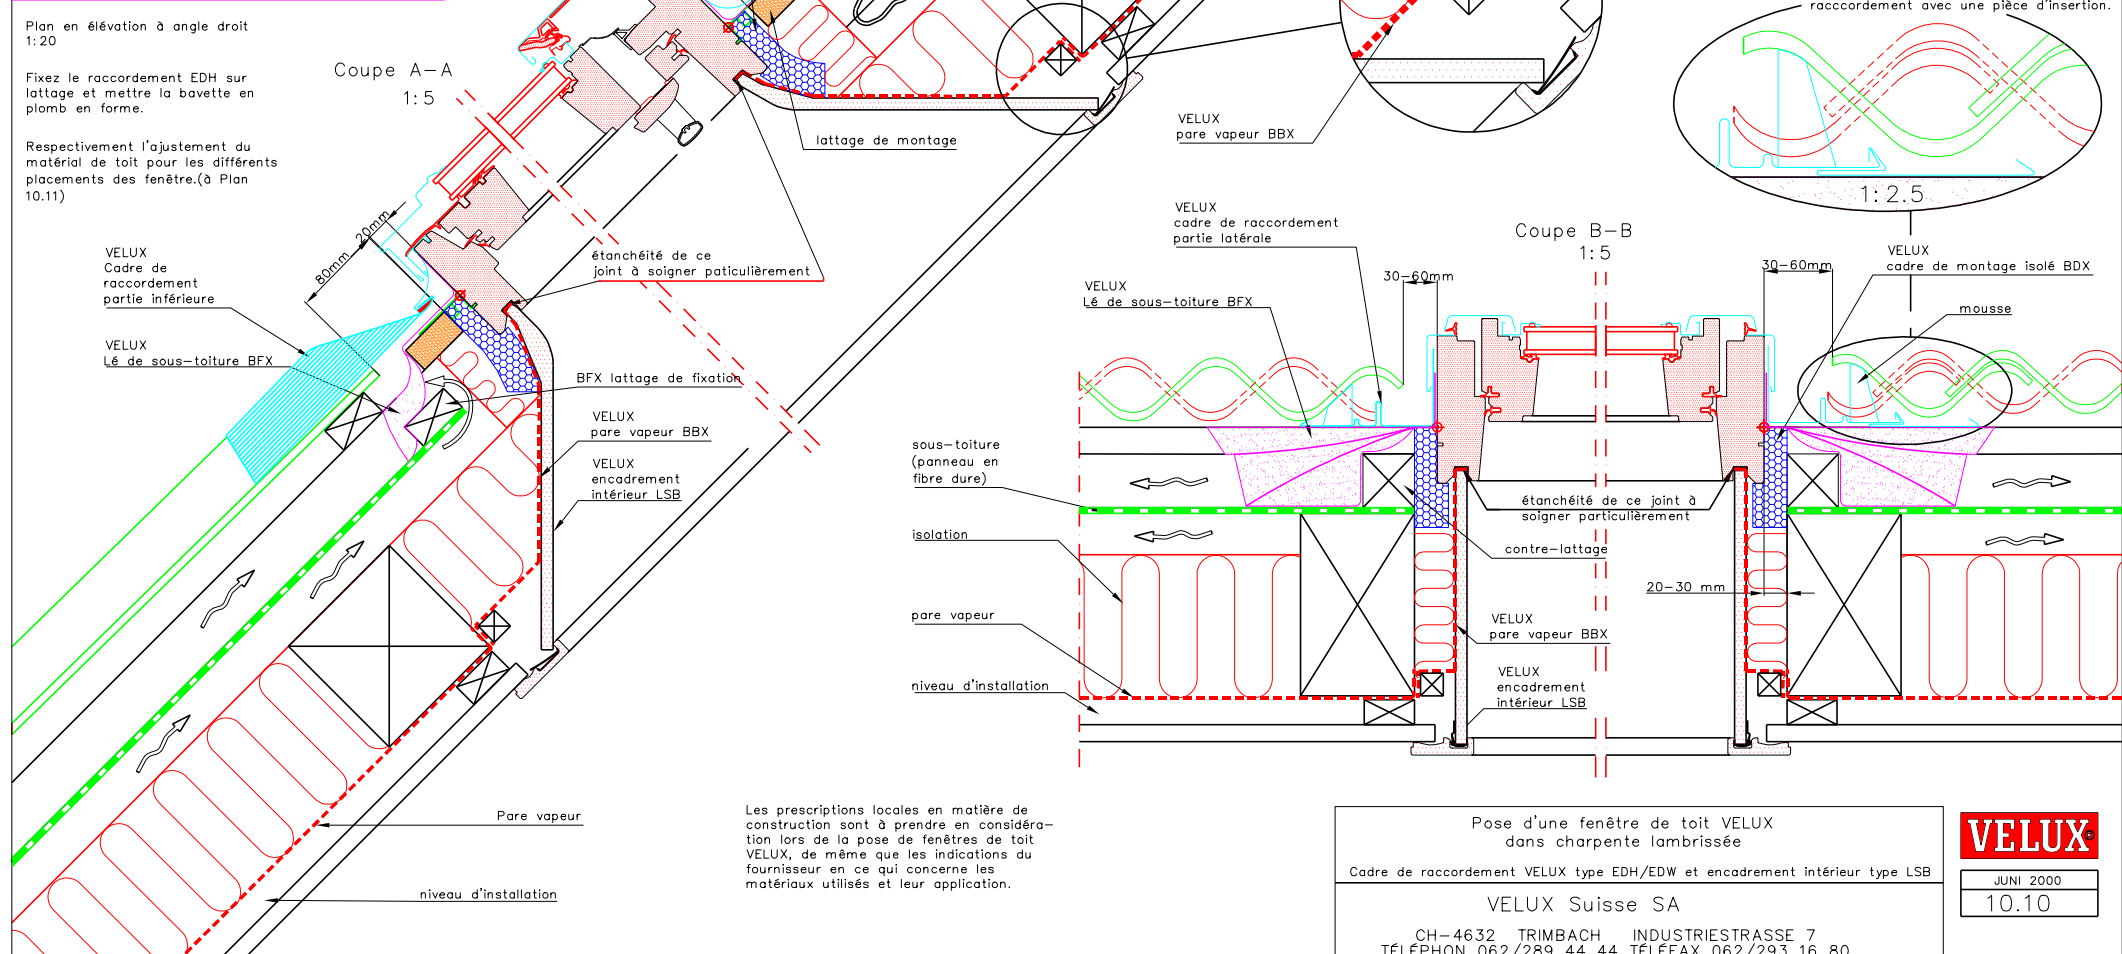 Plan en élévation à angle droit
1:20
Fixez le raccordement EDH sur
lattage et mettre la bavette en
plomb en forme.
Respectivement l'ajustement du
matérial de toit pour les différents
placements des fenêtre.(à Plan
10.11)
Coupe A-A
1:5
20mm
80mm
VELUX
Cadre de
raccordement
partie inférieure
VELUX
Lé de sous-toiture BFX
lattage de montage
étanchéité de ce
joint à soigner paticulièrement
BFX lattage de fixation
VELUX
pare vapeur BBX
VELUX
encadrement
intérieur LSB
Pare vapeur
niveau d'installation
VELUX
pare vapeur BBX
racccordement avec une pièce d'insertion.
1:2.5
Coupe B-B
1:5
VELUX
cadre de raccordement
partie latérale
VELUX
Lé de sous-toiture BFX
30-60mm
30-60mm
VELUX
cadre de montage isolé BDX
mousse
sous-toiture
(panneau en
fibre dure)
isolation
pare vapeur
niveau d'installation
étanchéité de ce joint à
soigner particulièrement
contre-lattage
20-30 mm
VELUX
pare vapeur BBX
VELUX
encadrement
intérieur LSB
Les prescriptions locales en matière de
construction sont à prendre en considéra-
tion lors de la pose de fenêtres de toit
VELUX, de même que les indications du
fournisseur en ce qui concerne les
matériaux utilisés et leur application.
Pose d'une fenêtre de toit VELUX
dans charpente lambrissée
Cadre de raccordement VELUX type EDH/EDW et encadrement intérieur type LSB
VELUX Suisse SA
CH-4632 TRIMBACH INDUSTRIESTRASSE 7
TÉLÉPHON 062/289 44 44 TÉLÉFAX 062/293 16 80
VELUX®
JUNI 2000
10.10